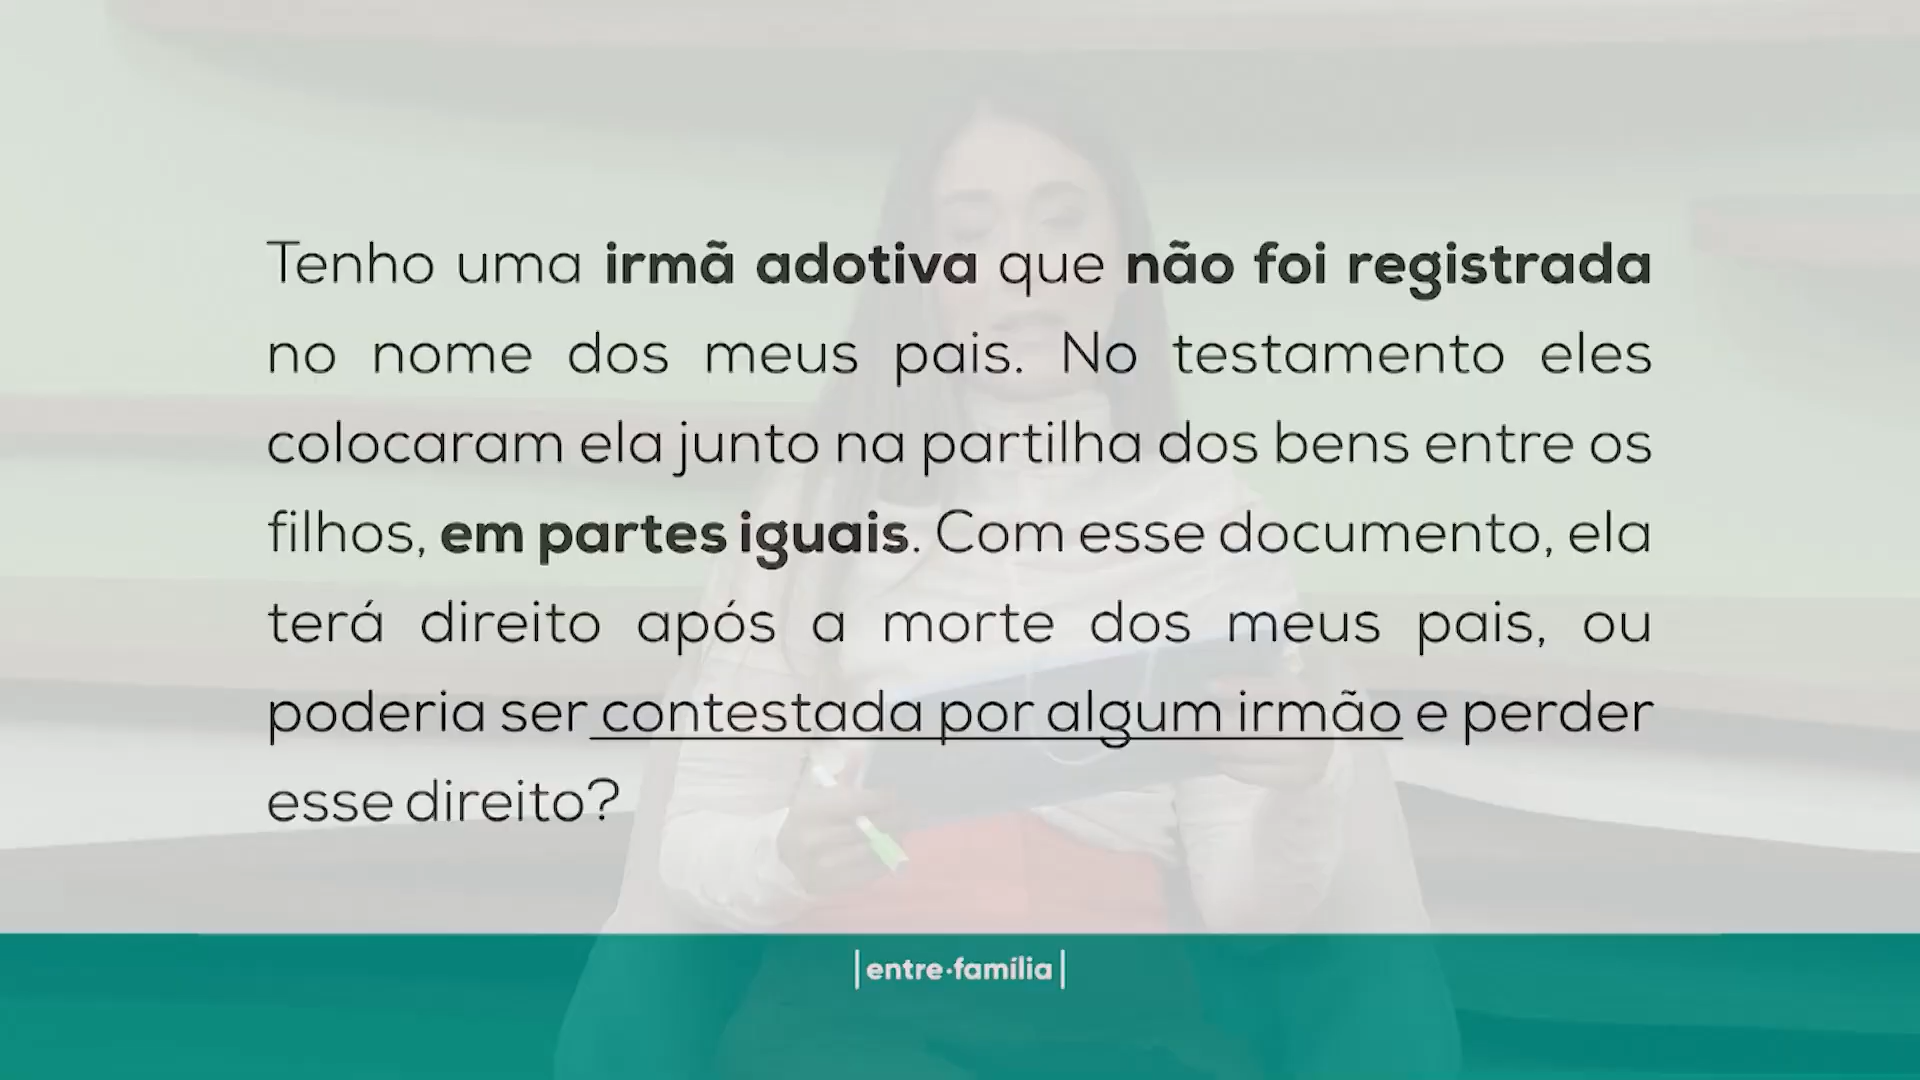 Tenho uma irmã adotiva que não foi registrada
no nome dos meus pais. No testamento eles
colocaram ela junto na partilha dos bens entre os
filhos, em partes iguais. Com esse documento, ela
terá direito após a morte dos meus pais, ou
poderia ser contestada por algum irmão e perder
esse direito?
|entre•família|